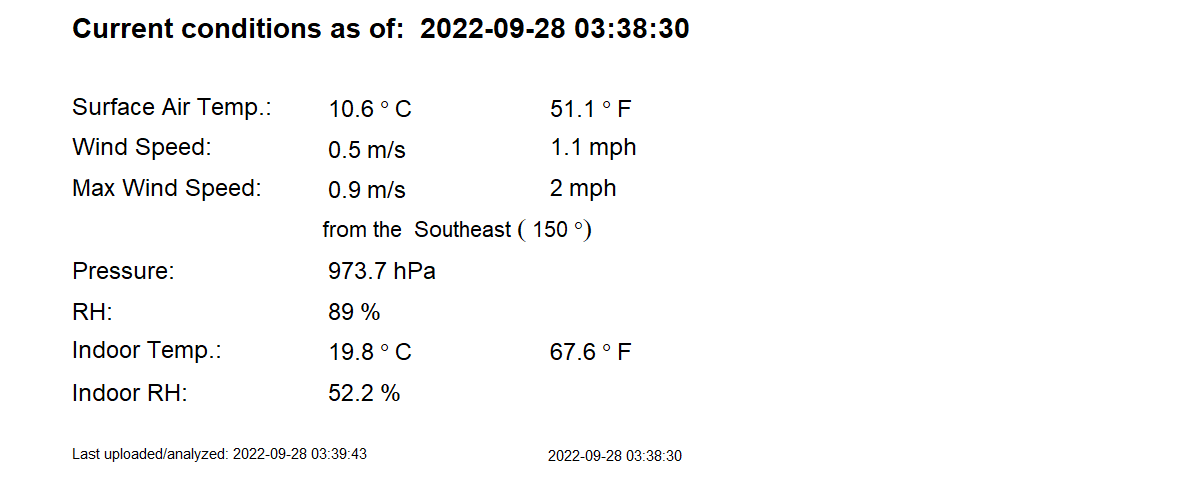 Current conditions as of:  2022-09-28 03:38:30
Surface Air Temp.: 10.6 ° C 51.1 ° F
Wind Speed: 0.5 m/s 1.1 mph
Max Wind Speed: 0.9 m/s 2 mph
from the  Southeast ( 150 °)
Pressure: 973.7 hPa
RH: 89 %
Indoor Temp.: 19.8 ° C 67.6 ° F
Indoor RH: 52.2 %
Last uploaded/analyzed: 2022-09-28 03:39:43 2022-09-28 03:38:30